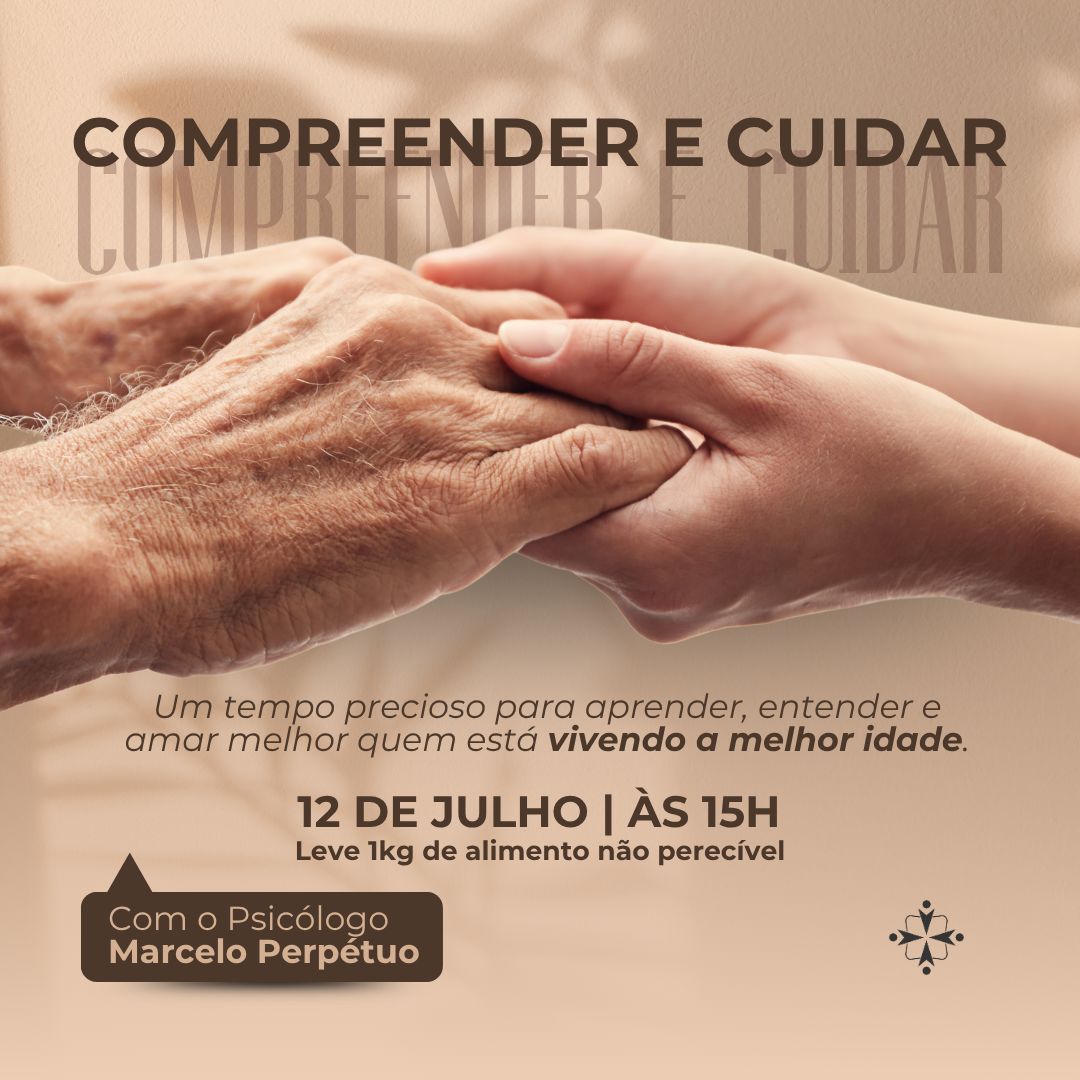 COMPREENDER E CUIDAR
COMPREENDER E CUIDAR
Um tempo precioso para aprender, entender e
amar melhor quem está vivendo a melhor idade.
12 DE JULHO | ÀS 15H
Leve 1kg de alimento não perecível
Com o Psicólogo
Marcelo Perpétuo